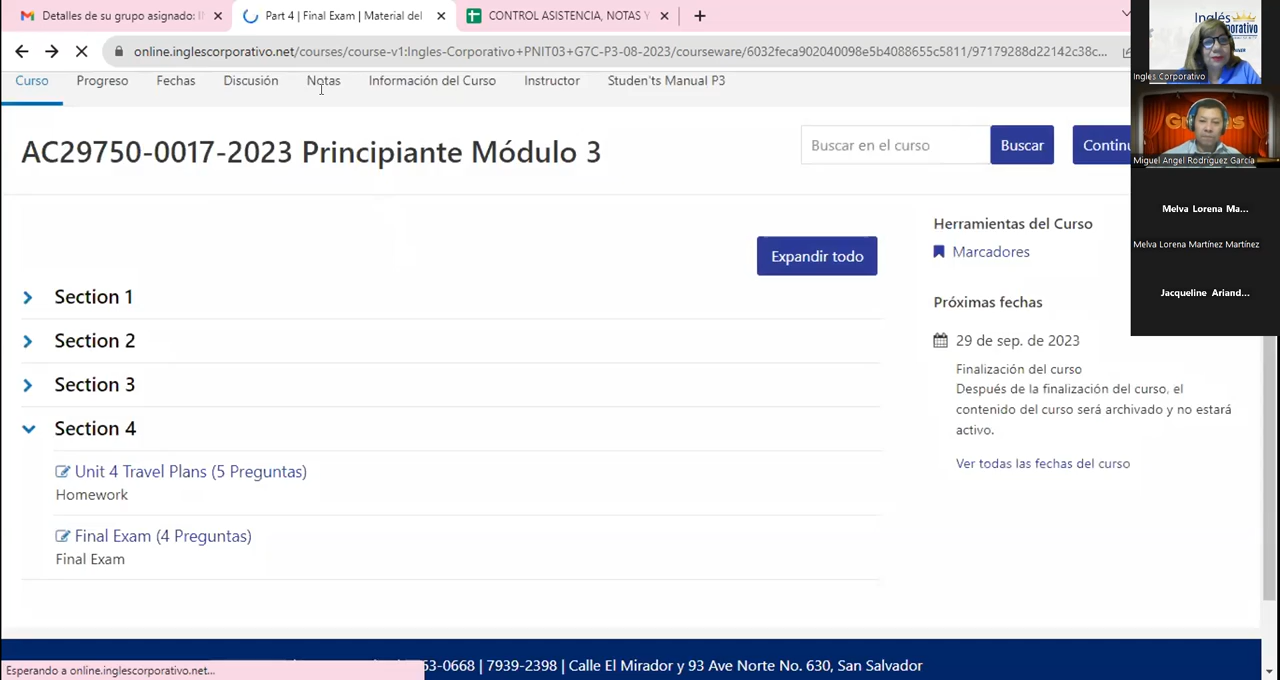 Detalles de su grupo asignado: I
Part 4 | Final Exam | Material del
CONTROL ASISTENCIA, NOTAS Y
online.inglescorporativo.net/courses/course-v1:Ingles-Corporativo+PNIT03+G7C-P3-08-2023/courseware/6032feca902040098e5b4088655c5811/97179288d22142c38c...
Curso
Progreso
Fechas
Discusión
Notas
Información del Curso
Instructor
Studen'ts Manual P3
AC29750-0017-2023 Principiante Módulo 3
Buscar en el curso
Buscar
Continu
Expandir todo
Section 1
Section 2
Section 3
Section 4
Unit 4 Travel Plans (5 Preguntas)
Homework
Final Exam (4 Preguntas)
Final Exam
Herramientas del Curso
Marcadores
Próximas fechas
29 de sep. de 2023
Finalización del curso
Después de la finalización del curso, el
contenido del curso será archivado y no estará
activo.
Ver todas las fechas del curso
Inglés
Ingles Corporativo
Miguel Angel Rodríguez García
Melva Lorena Ma...
Melva Lorena Martínez Martínez
Jacqueline Ariand...
53-0668 | 7939-2398 | Calle El Mirador y 93 Ave Norte No. 630, San Salvador
Esperando a online.inglescorporativo.net...